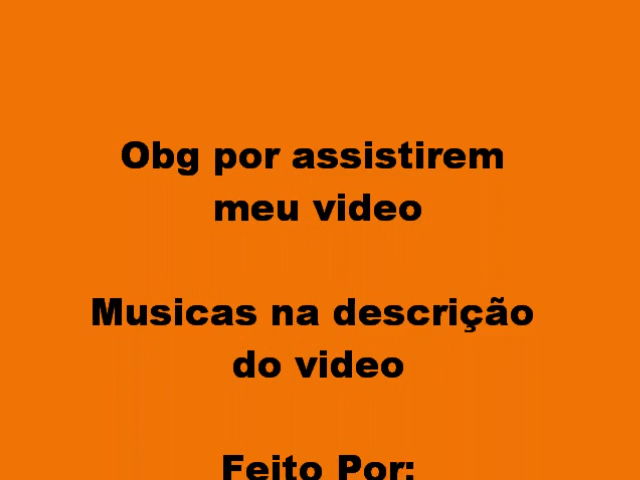 Obg por assistirem
meu video
Musicas na descrição
do video
Feito Por: